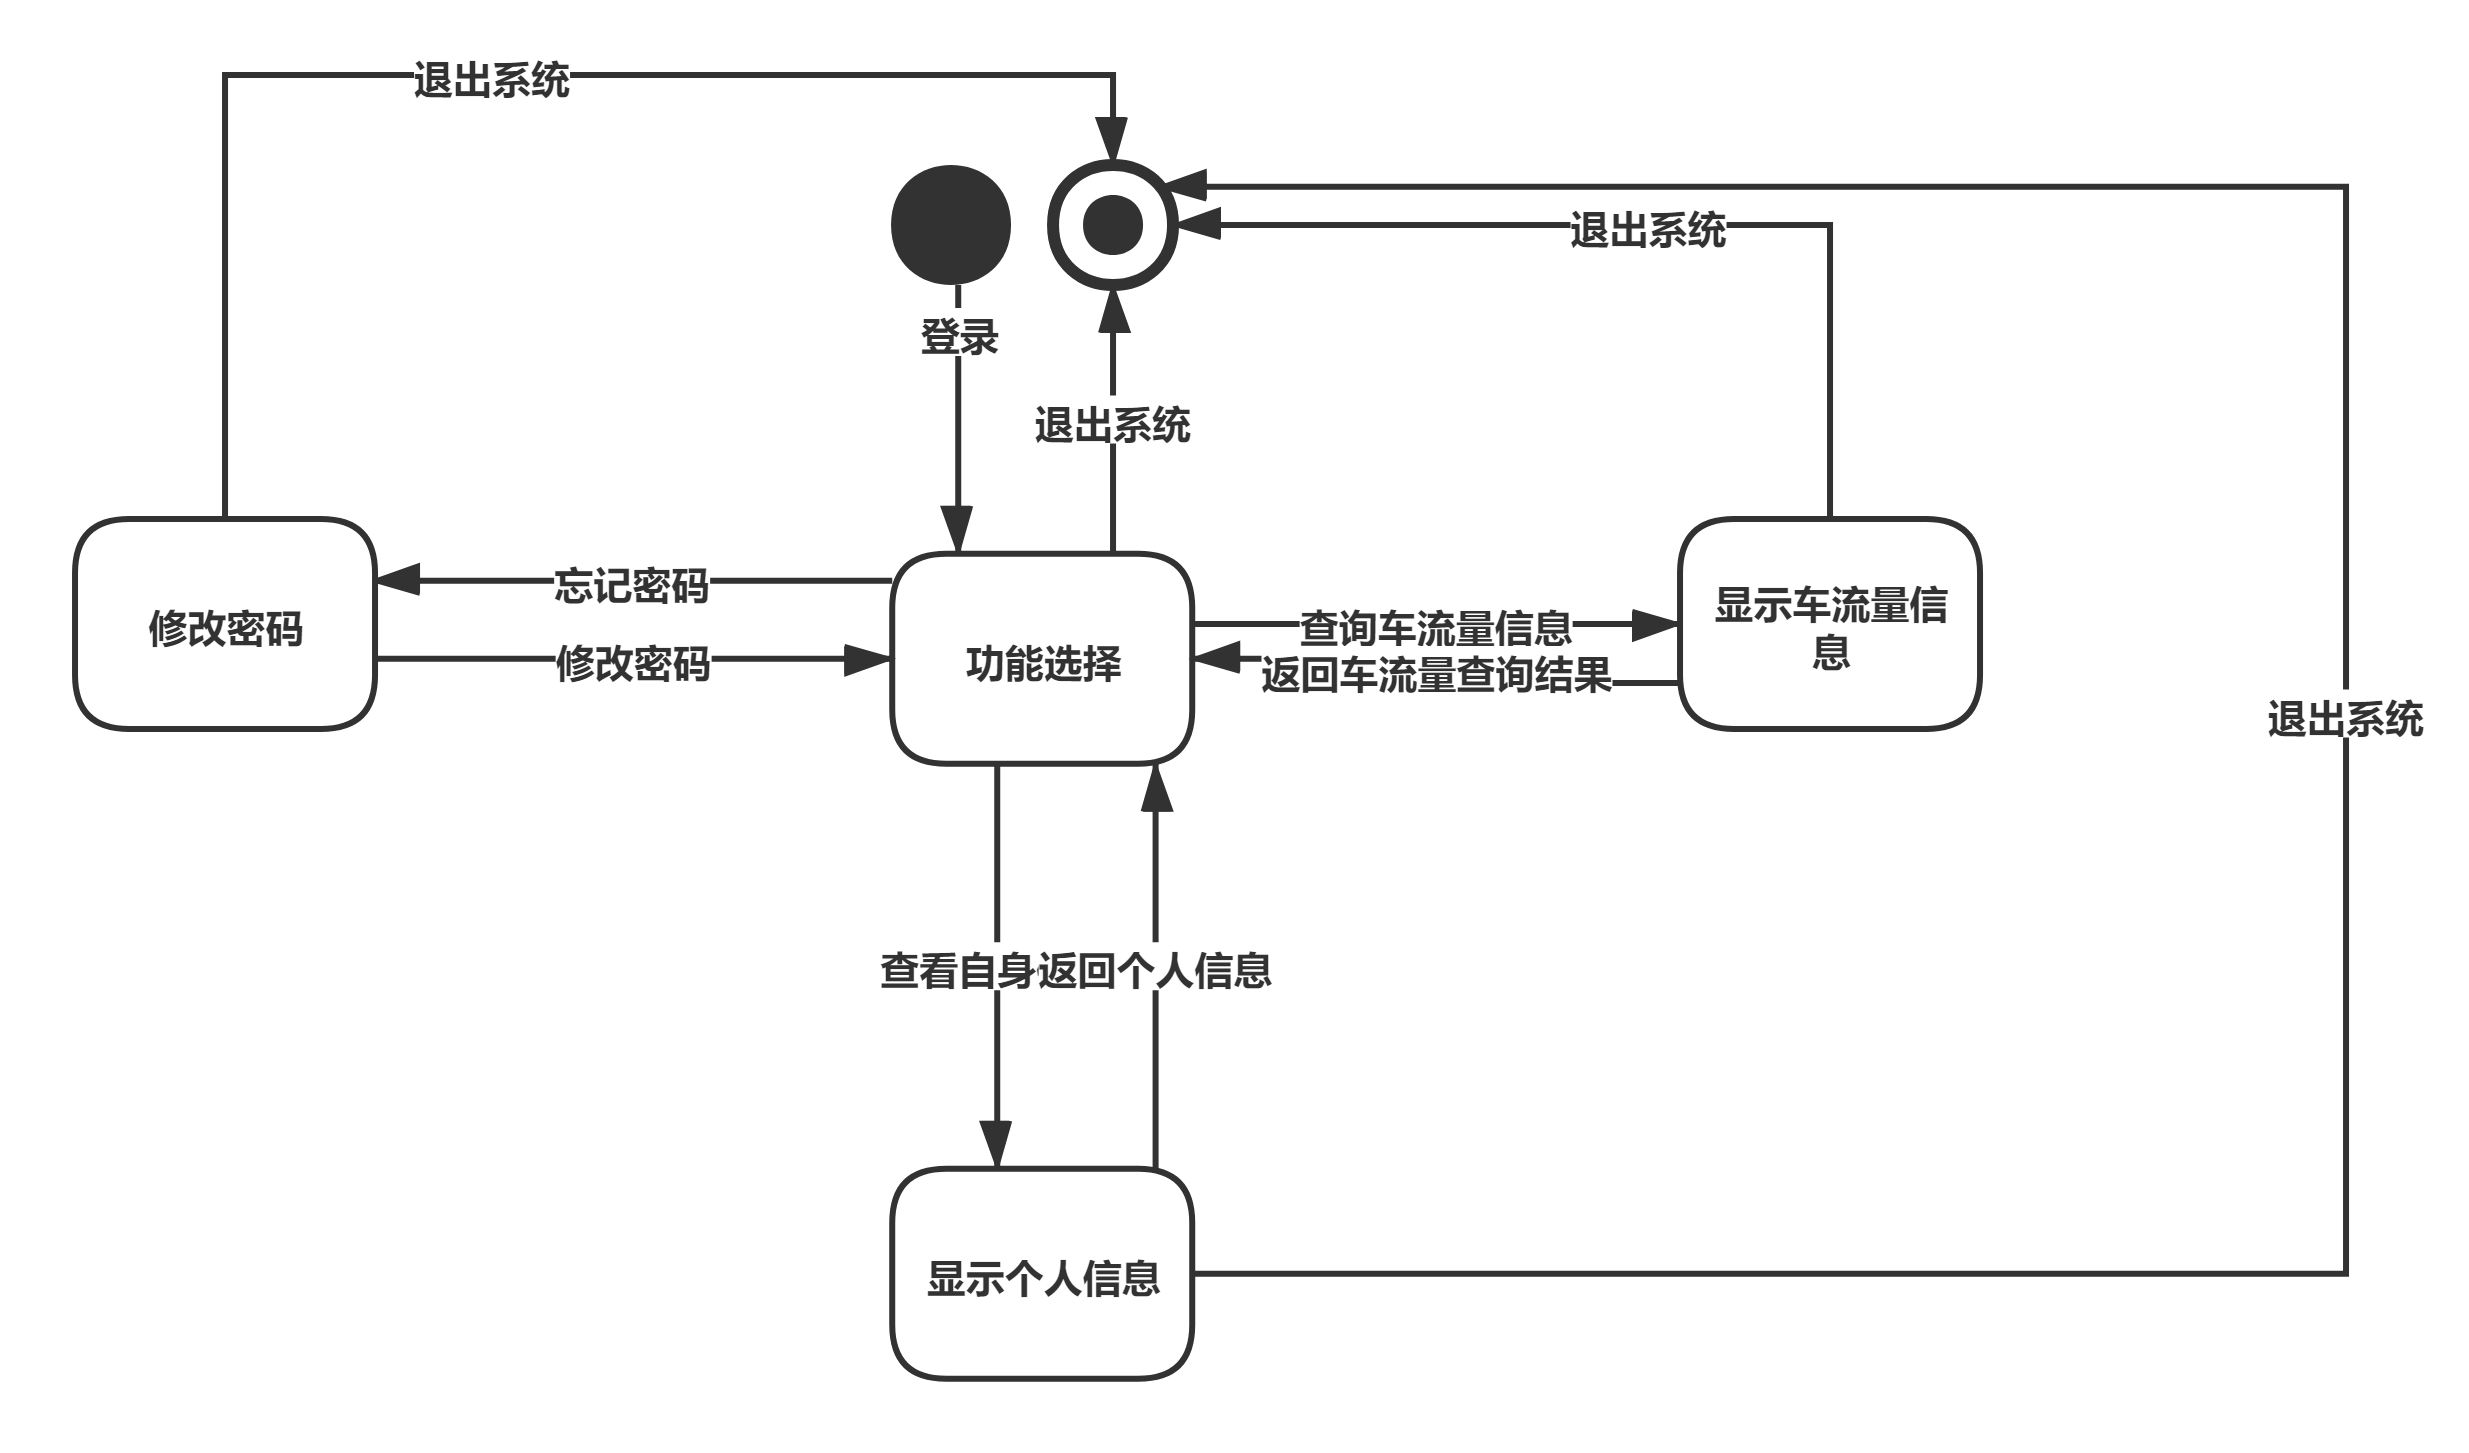 退出系统
退出系统
登录
退出系统
忘记密码
修改密码
修改密码
功能选择
查询车流量信息
返回车流量查询结果
显示车流量信
息
退出系统
查看自身
返回个人信息
显示个人信息